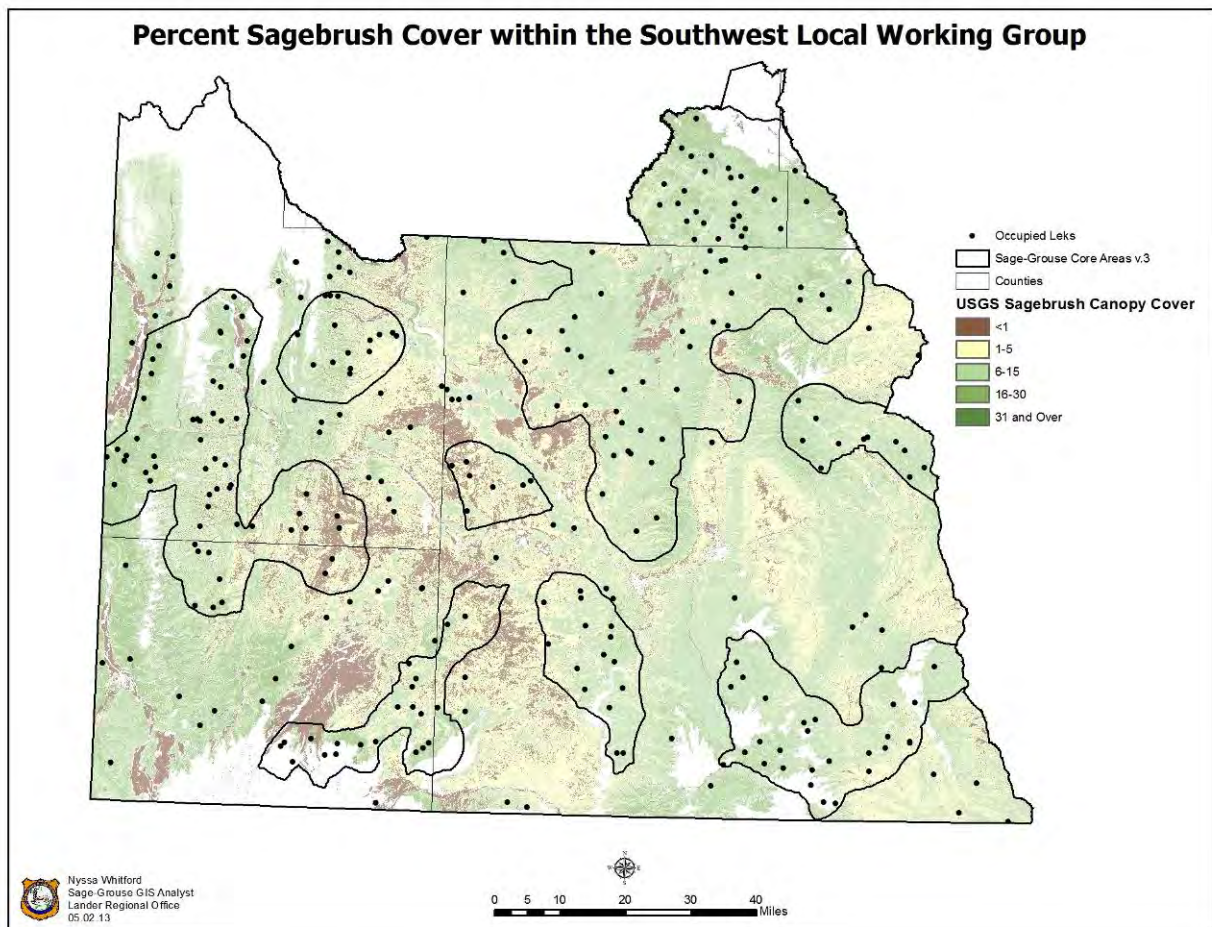 Percent Sagebrush Cover within the Southwest Local Working Group
Occupied Leks
Sage-Grouse Core Areas v.3
Counties
USGS Sagebrush Canopy Cover
<1
1-5
6-15
16-30
31 and Over
N
W
E
S
Nyssa Whitford
Sage-Grouse GIS Analyst
Lander Regional Office
05.02.13
0 5 10 20 30 40
Miles